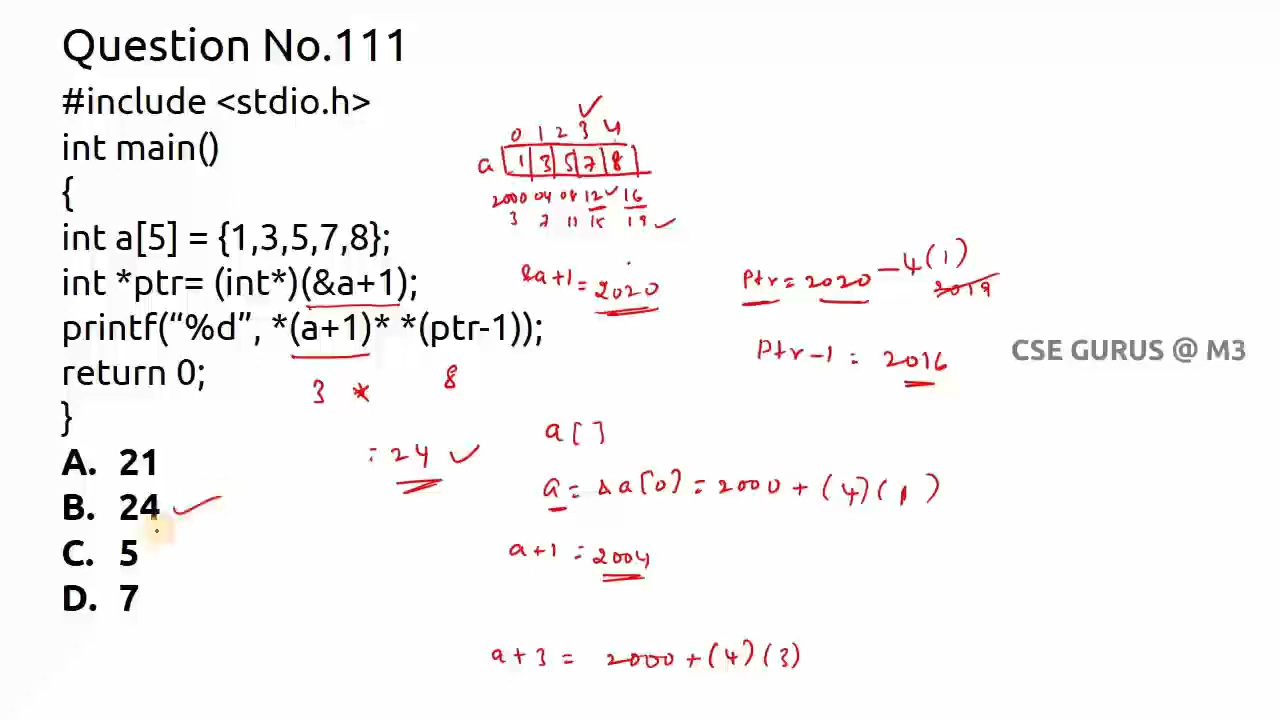 Question No.111
#include <stdio.h>
int main()
{
int a[5] = {1,3,5,7,8};
int *ptr= (int*)(&a+1);
printf(“%d”, *(a+1)* *(ptr-1));
return 0;
}
A. 21
B. 24
C. 5
D. 7
0 1 2 3 4
a 1 3 5 7 8
2000 04 08 12 16
3 7 11 15 19
&a+1 = 2020
ptr = 2020 - 4(1)
2019
ptr-1 = 2016
CSE GURUS @ M3
3 * 8
= 24
a[]
a = &a[0] = 2000 + (4)(1)
a+1 = 2004
a+3 = 2000+(4)(3)